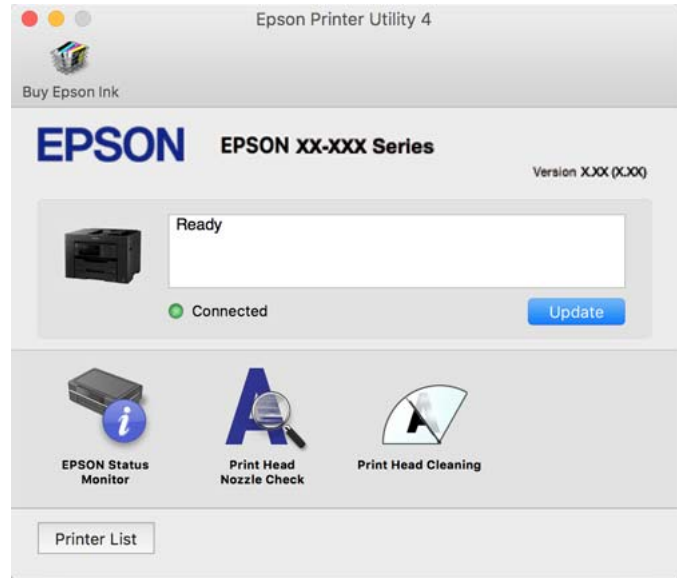 Epson Printer Utility 4
Buy Epson Ink
EPSON
EPSON XX-XXX Series
Version X.XX (X.XX)
Ready
Connected
Update
EPSON Status
Monitor
Print Head
Nozzle Check
Print Head Cleaning
Printer List